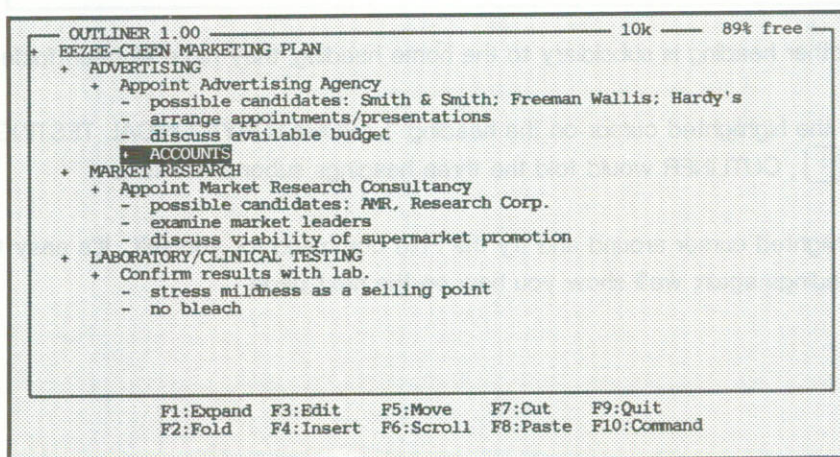 OUTLINER 1.00 10k 89% free
+ EEZEE-CLEEN MARKETING PLAN
+ ADVERTISING
+ Appoint Advertising Agency
- possible candidates: Smith & Smith; Freeman Wallis; Hardy's
- arrange appointments/presentations
- discuss available budget
+ ACCOUNTS
+ MARKET RESEARCH
+ Appoint Market Research Consultancy
- possible candidates: AMR, Research Corp.
- examine market leaders
- discuss viability of supermarket promotion
+ LABORATORY/CLINICAL TESTING
+ Confirm results with lab.
- stress mildness as a selling point
- no bleach
F1:Expand F3:Edit F5:Move F7:Cut F9:Quit
F2:Fold F4:Insert F6:Scroll F8:Paste F10:Command